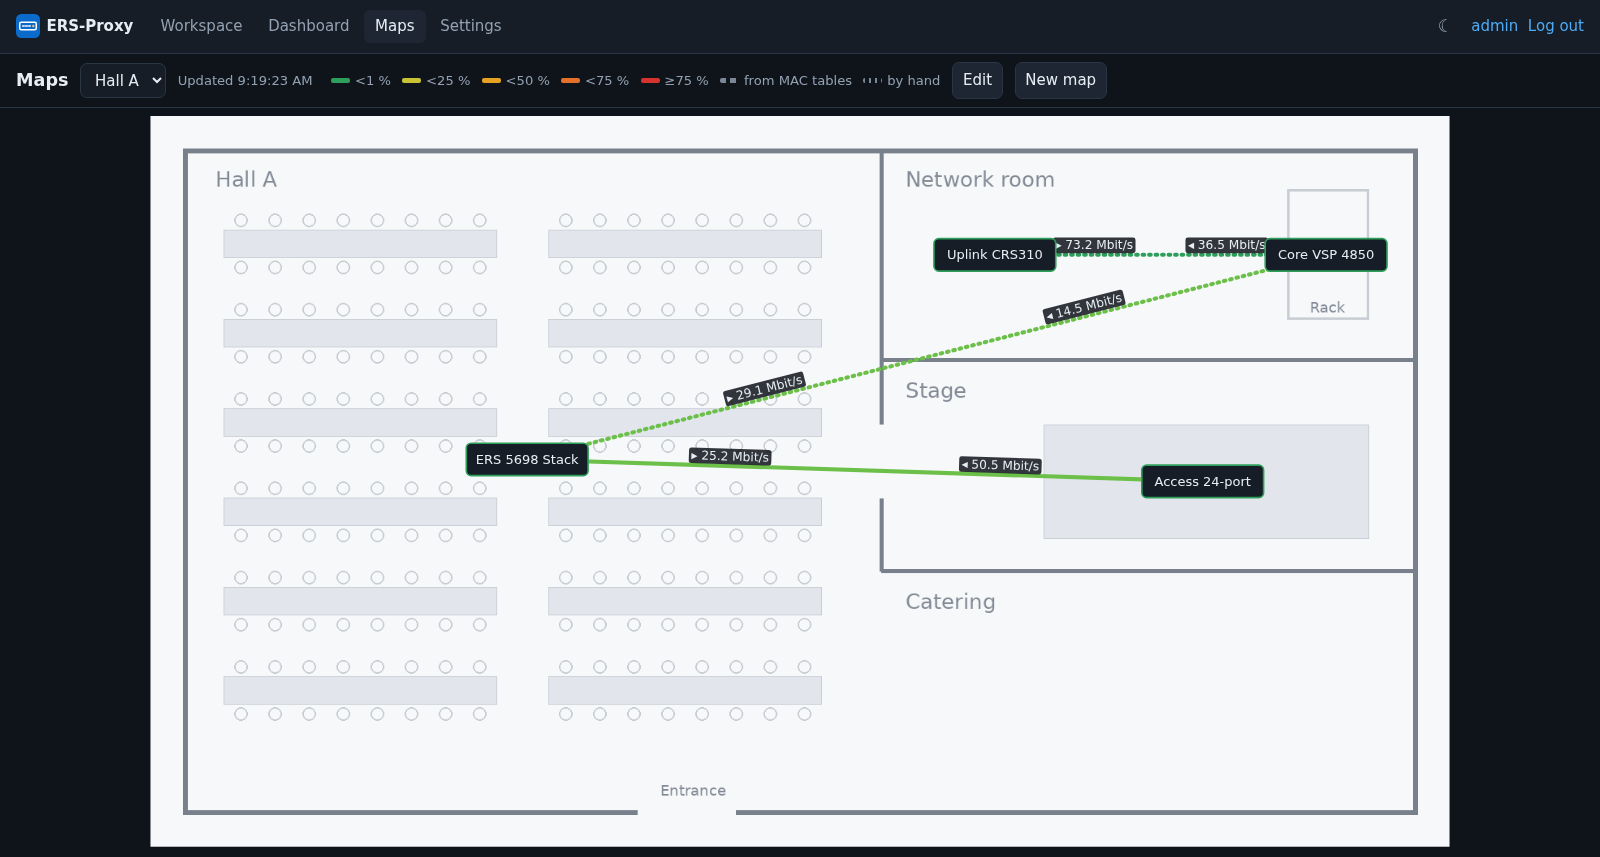 ERS-Proxy Workspace Dashboard Maps Settings ☾ admin Log out
Maps Hall A Updated 9:19:23 AM <1 % <25 % <50 % <75 % ≥75 % from MAC tables by hand Edit New map
Hall A
Network room
▸ 73.2 Mbit/s
◂ 36.5 Mbit/s
Uplink CRS310
Core VSP 4850
◂ 14.5 Mbit/s
Rack
▸ 29.1 Mbit/s
Stage
ERS 5698 Stack
▸ 25.2 Mbit/s
◂ 50.5 Mbit/s
Access 24-port
Catering
Entrance